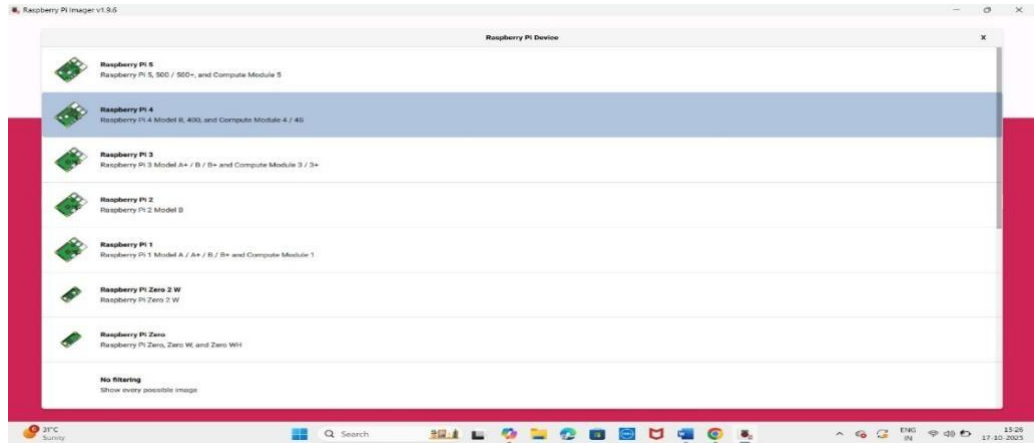 Raspberry Pi Imager v1.9.6
Raspberry Pi Device
X
Raspberry Pi 5
Raspberry Pi 5, 500 / 500+, and Compute Module 5
Raspberry Pi 4
Raspberry Pi 4 Model B, 400, and Compute Module 4 / 4S
Raspberry Pi 3
Raspberry Pi 3 Model A+ / B / B+ and Compute Module 3 / 3+
Raspberry Pi 2
Raspberry Pi 2 Model B
Raspberry Pi 1
Raspberry Pi 1 Model A / A+ / B / B+ and Compute Module 1
Raspberry Pi Zero 2 W
Raspberry Pi Zero 2 W
Raspberry Pi Zero
Raspberry Pi Zero, Zero W, and Zero WH
No filtering
Show every possible image
31°C
Sunny
Search
ENG
IN
15:26
17-10-2025